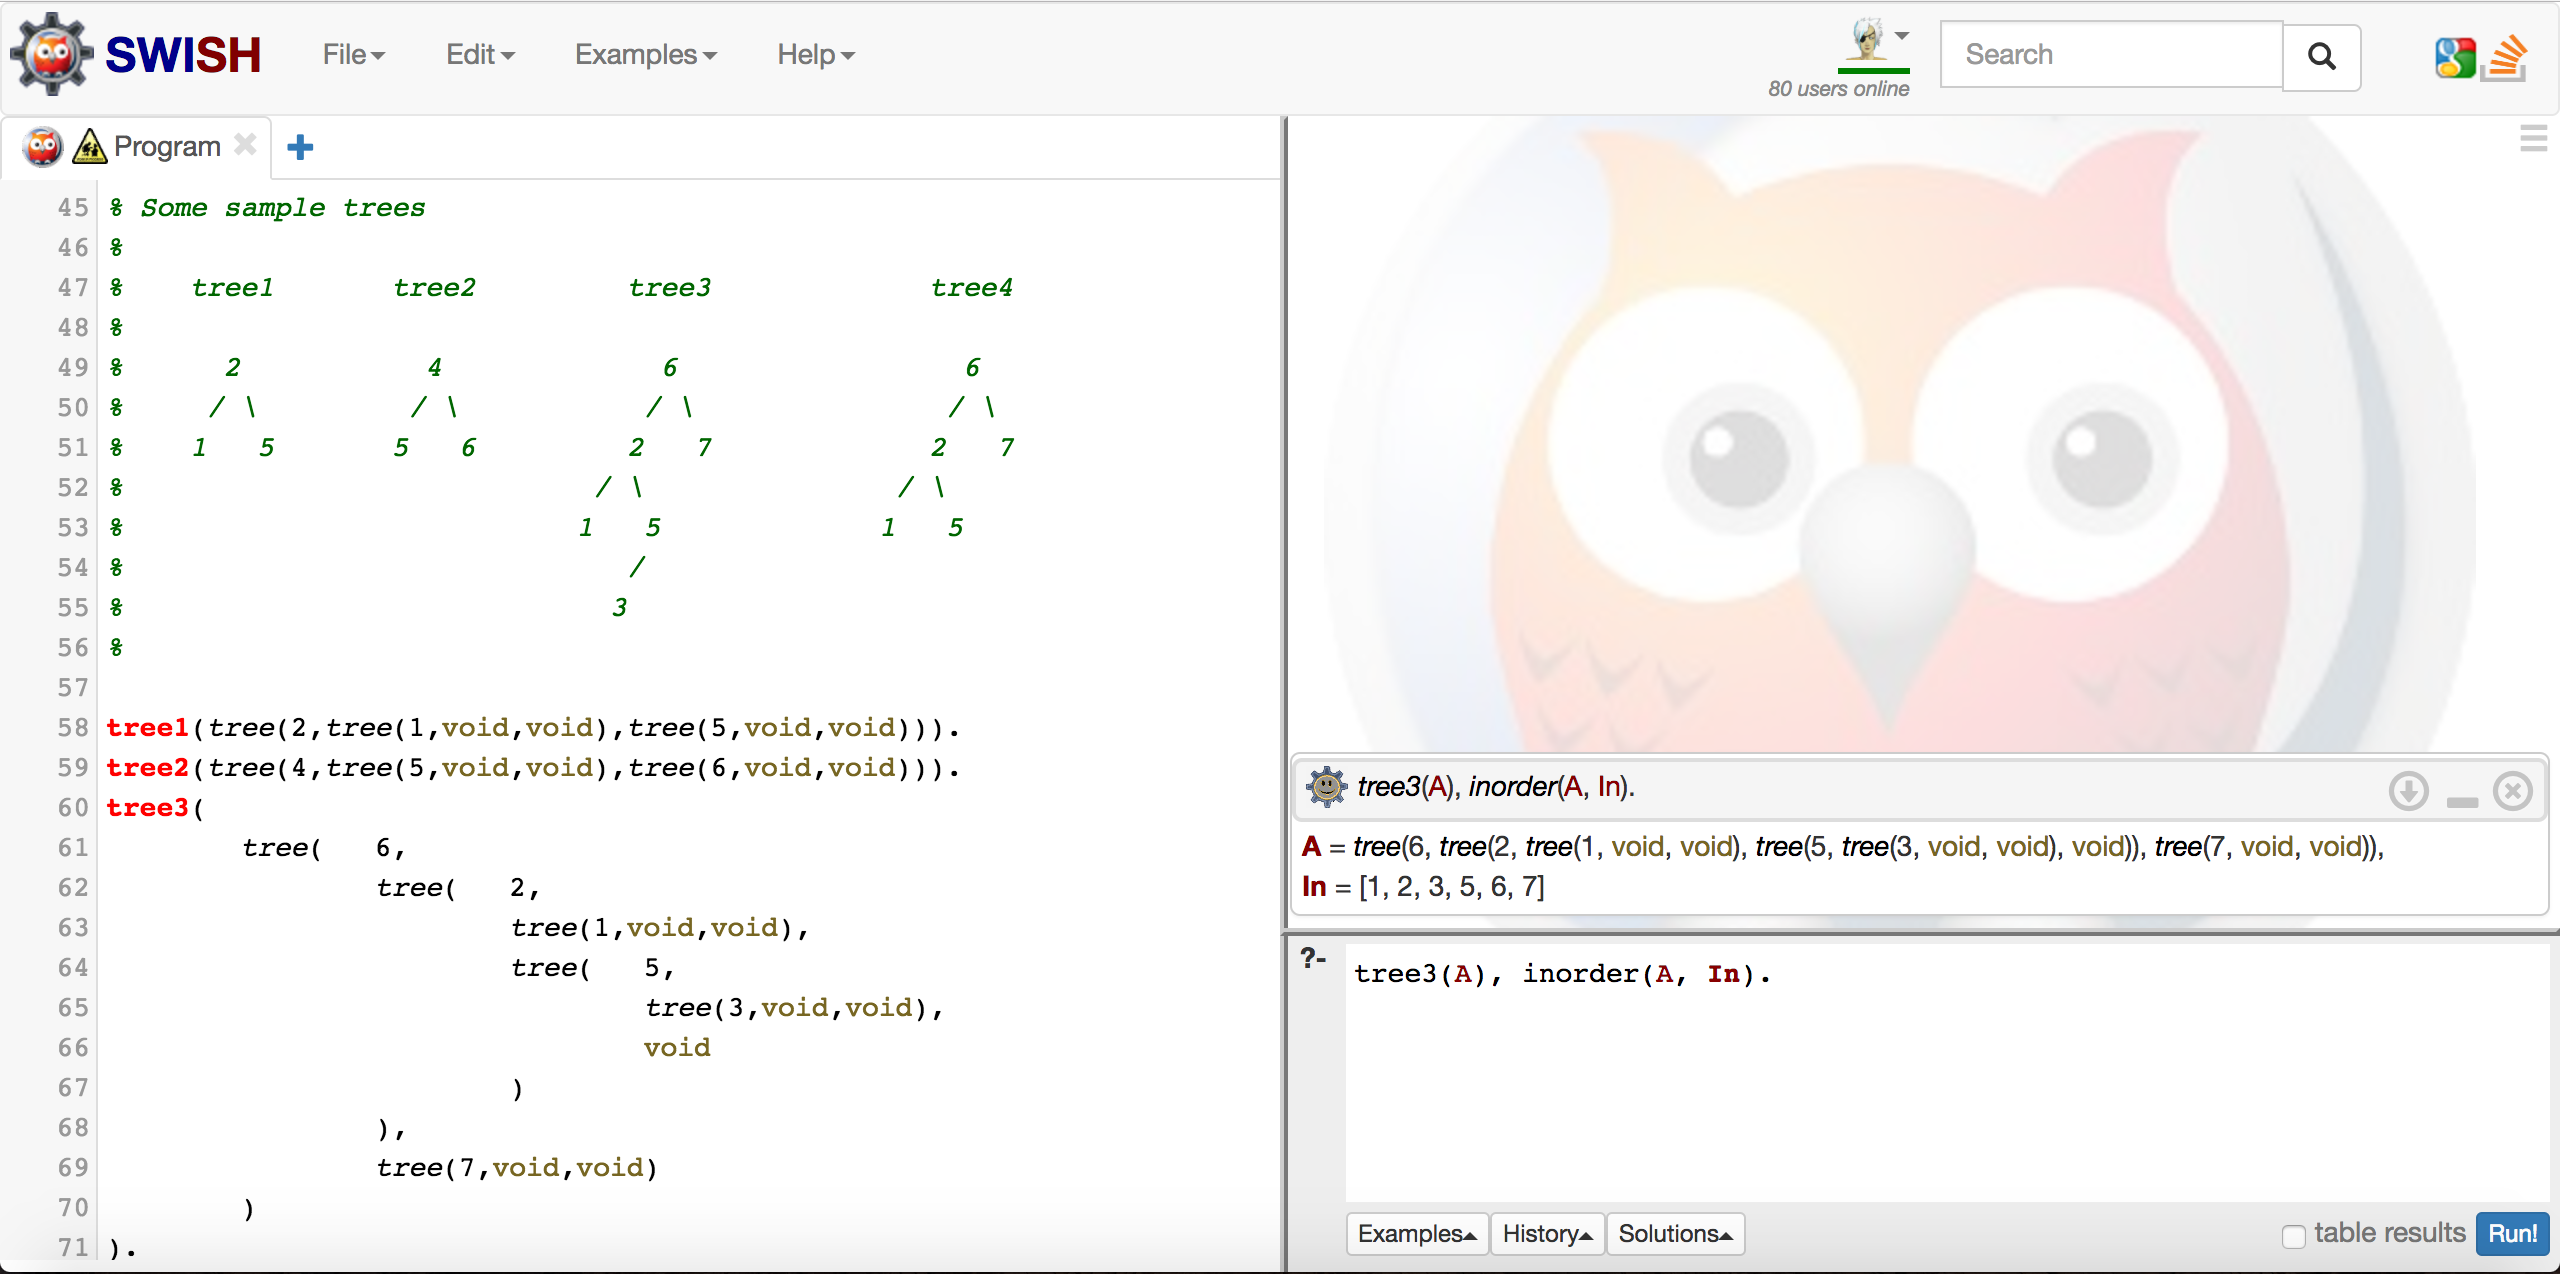 SWISH File Edit Examples Help 80 users online Search
Program
45 % Some sample trees
46 %
47 %    tree1       tree2         tree3             tree4
48 %
49 %      2           4             6                 6
50 %     / \         / \           / \               / \
51 %    1   5       5   6         2   7             2   7
52 %                            / \               / \
53 %                           1   5             1   5
54 %                              /
55 %                             3
56 %
57
58 tree1(tree(2,tree(1,void,void),tree(5,void,void))).
59 tree2(tree(4,tree(5,void,void),tree(6,void,void))).
60 tree3(
61         tree(   6,
62                 tree(   2,
63                         tree(1,void,void),
64                         tree(   5,
65                                 tree(3,void,void),
66                                 void
67                         )
68                 ),
69                 tree(7,void,void)
70         )
71 ).
tree3(A), inorder(A, In).
A = tree(6, tree(2, tree(1, void, void), tree(5, tree(3, void, void), void)), tree(7, void, void)),
In = [1, 2, 3, 5, 6, 7]
?- tree3(A), inorder(A, In).
Examples History Solutions table results Run!